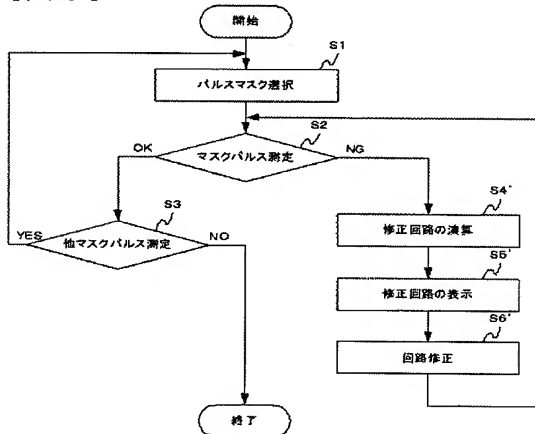 開始
S1
パルスマスク選択
S2
マスクパルス測定
OK
NG
S3
他マスクパルス測定
YES
NO
S4'
修正回路の演算
S5'
修正回路の表示
S6'
回路修正
終了